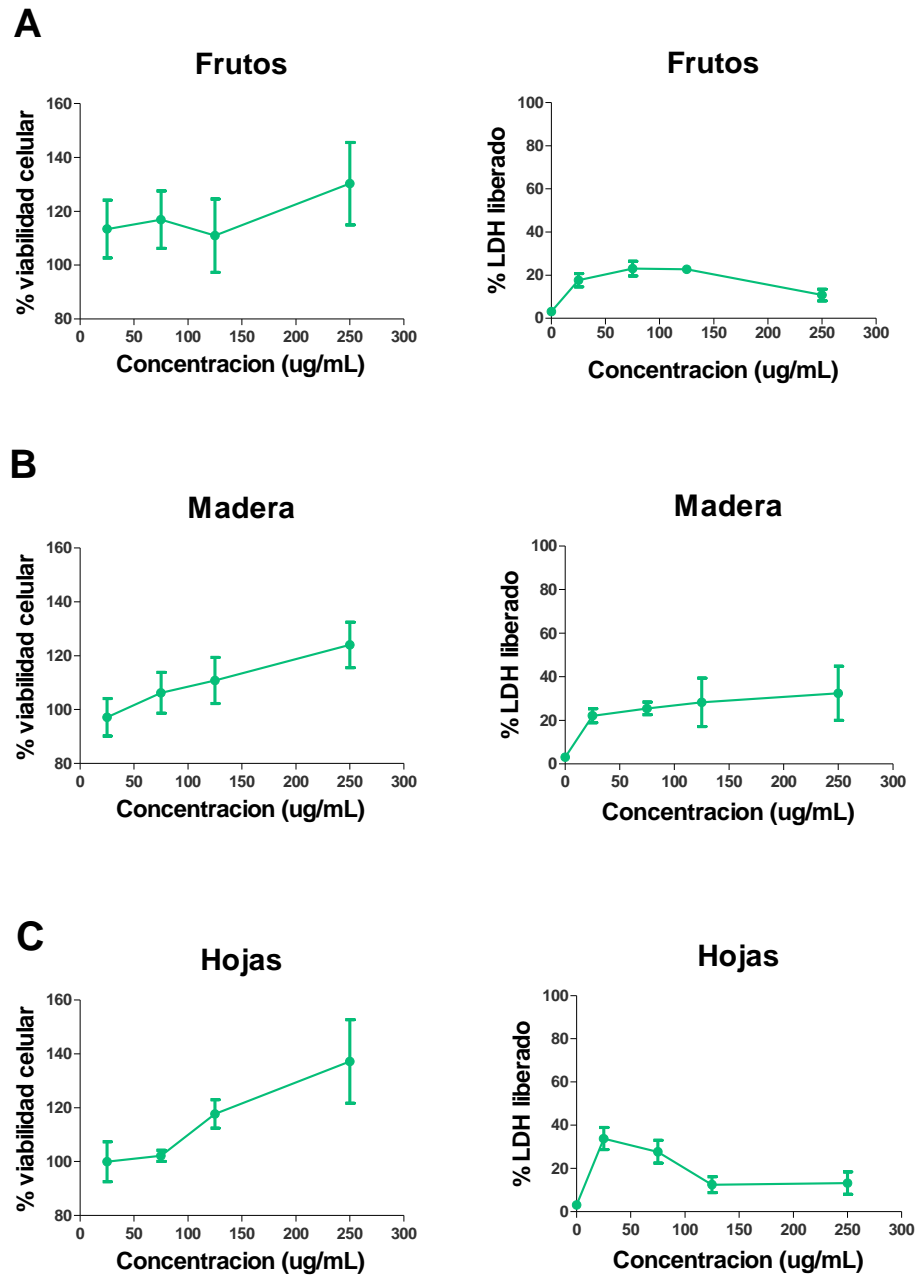 A
Frutos
% viabilidad celular
160
140
120
100
80
0 50 100 150 200 250 300
Concentracion (ug/mL)
Frutos
% LDH liberado
100
80
60
40
20
0
0 50 100 150 200 250 300
Concentracion (ug/mL)
B
Madera
% viabilidad celular
160
140
120
100
80
0 50 100 150 200 250 300
Concentracion (ug/mL)
Madera
% LDH liberado
100
80
60
40
20
0
0 50 100 150 200 250 300
Concentracion (ug/mL)
C
Hojas
% viabilidad celular
160
140
120
100
80
0 50 100 150 200 250 300
Concentracion (ug/mL)
Hojas
% LDH liberado
100
80
60
40
20
0
0 50 100 150 200 250 300
Concentracion (ug/mL)